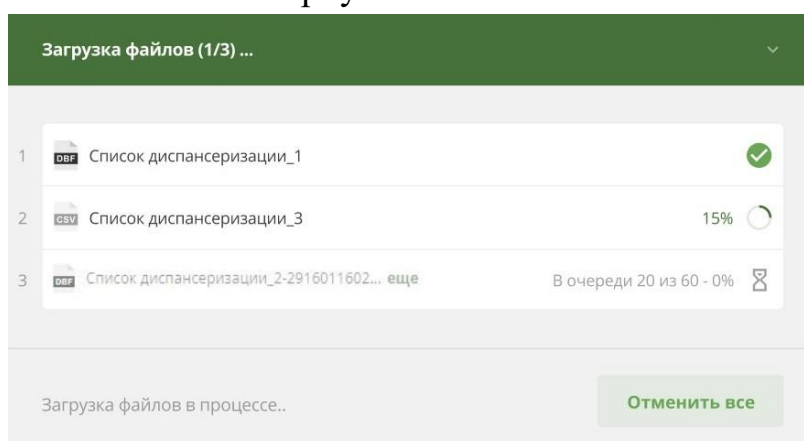 Загрузка файлов (1/3) ...
1 DBF Список диспансеризации_1
2 CSV Список диспансеризации_3 15%
3 DBF Список диспансеризации_2-2916011602... еще В очереди 20 из 60 - 0%
Загрузка файлов в процессе.. Отменить все